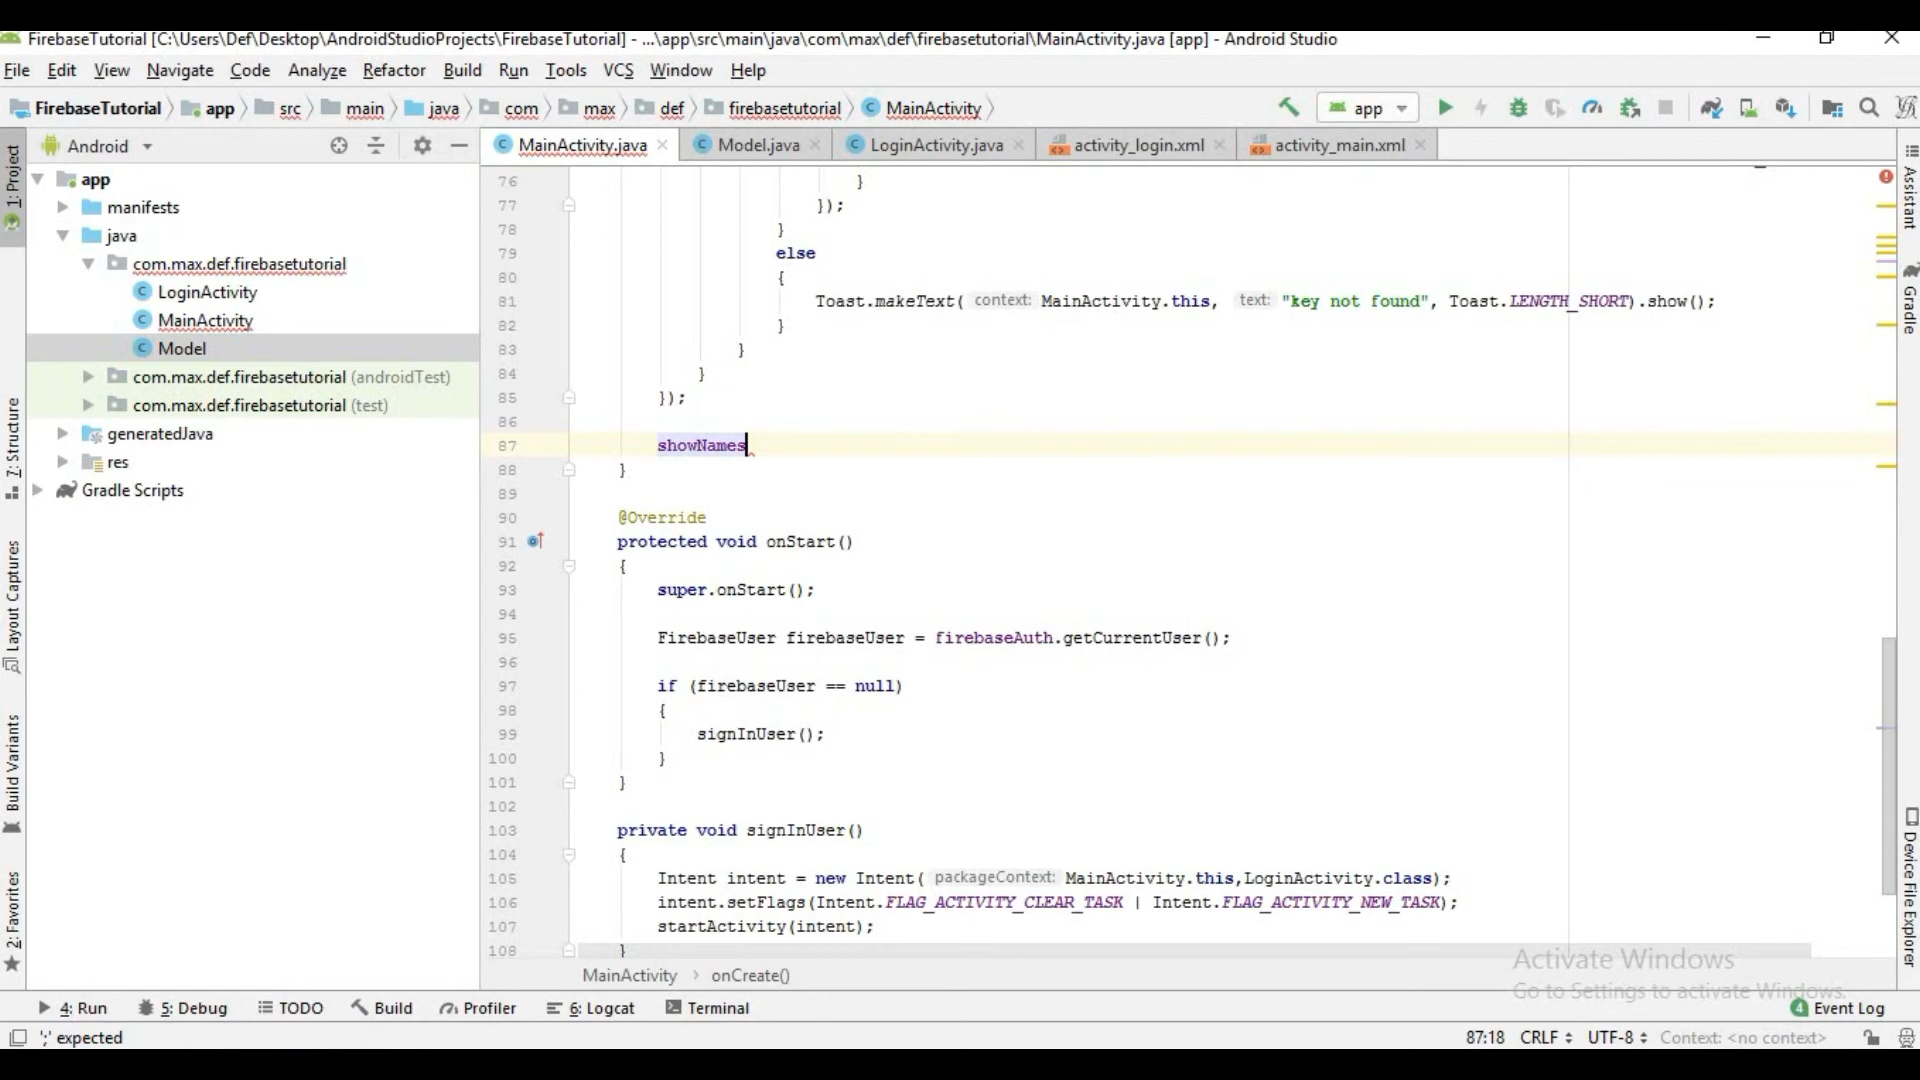 FirebaseTutorial [C:\Users\Def\Desktop\AndroidStudioProjects\FirebaseTutorial] - ...\app\src\main\java\com\max\def\firebasetutorial\MainActivity.java [app] - Android Studio
File Edit View Navigate Code Analyze Refactor Build Run Tools VCS Window Help
FirebaseTutorial app src main java com max def firebasetutorial MainActivity app
Android MainActivity.java Model.java LoginActivity.java activity_login.xml activity_main.xml
1: Project
7: Structure
Layout Captures
Build Variants
2: Favorites
app
manifests
java
com.max.def.firebasetutorial
LoginActivity
MainActivity
Model
com.max.def.firebasetutorial (androidTest)
com.max.def.firebasetutorial (test)
generatedJava
res
Gradle Scripts
76 }
77 });
78 }
79 else
80 {
81 Toast.makeText( context: MainActivity.this, text: "key not found", Toast.LENGTH_SHORT).show();
82 }
83 }
84 }
85 });
86
87 showNames
88 }
89
90 @Override
91 protected void onStart()
92 {
93 super.onStart();
94
95 FirebaseUser firebaseUser = firebaseAuth.getCurrentUser();
96
97 if (firebaseUser == null)
98 {
99 signInUser();
100 }
101 }
102
103 private void signInUser()
104 {
105 Intent intent = new Intent( packageContext: MainActivity.this,LoginActivity.class);
106 intent.setFlags(Intent.FLAG_ACTIVITY_CLEAR_TASK | Intent.FLAG_ACTIVITY_NEW_TASK);
107 startActivity(intent);
108 }
MainActivity › onCreate()
Assistant
Gradle
Device File Explorer
Activate Windows
Go to Settings to activate Windows.
4: Run 5: Debug TODO Build Profiler 6: Logcat Terminal 4 Event Log
';' expected 87:18 CRLF UTF-8 Context: <no context>